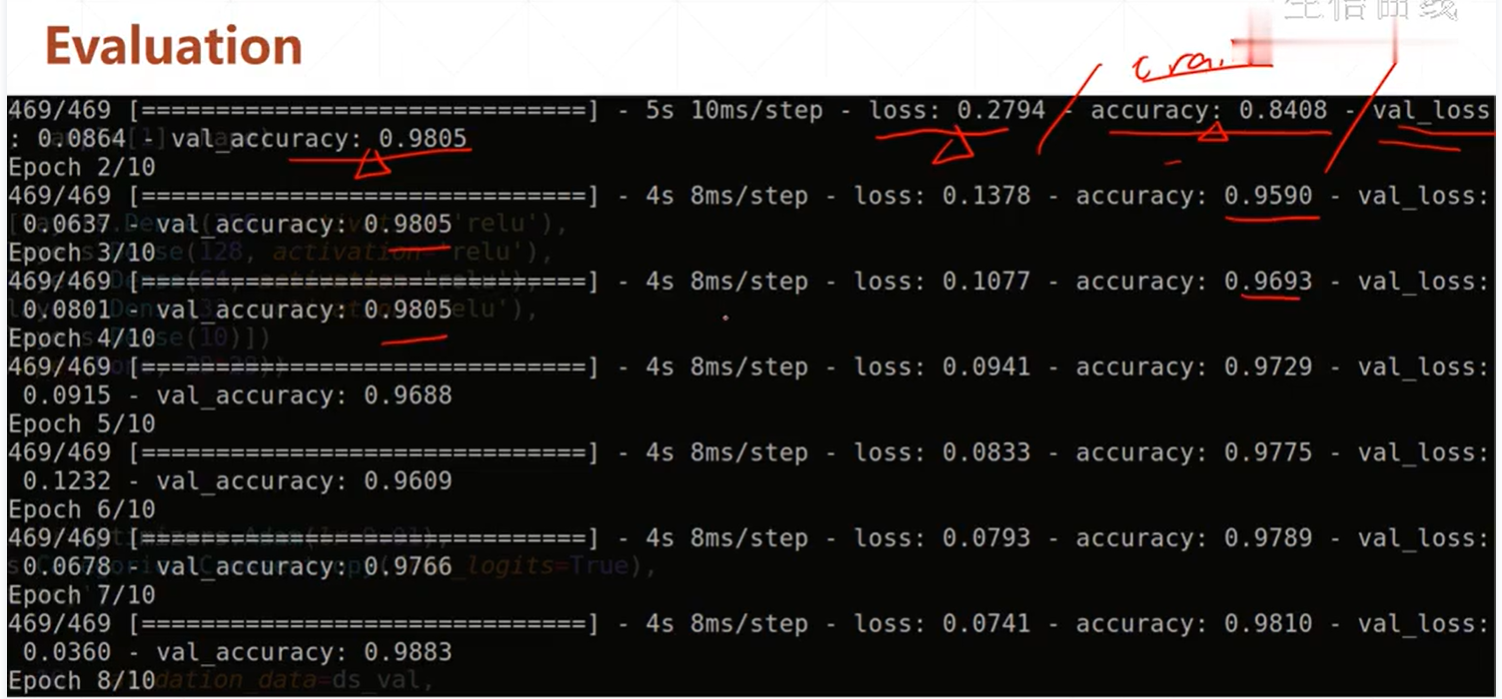 Evaluation
469/469 [==============================] - 5s 10ms/step - loss: 0.2794 - accuracy: 0.8408 - val_loss
: 0.0864 - val_accuracy: 0.9805
Epoch 2/10
469/469 [==============================] - 4s 8ms/step - loss: 0.1378 - accuracy: 0.9590 - val_loss:
0.0637 - val_accuracy: 0.9805
Epoch 3/10
469/469 [==============================] - 4s 8ms/step - loss: 0.1077 - accuracy: 0.9693 - val_loss:
0.0801 - val_accuracy: 0.9805
Epoch 4/10
469/469 [==============================] - 4s 8ms/step - loss: 0.0941 - accuracy: 0.9729 - val_loss:
0.0915 - val_accuracy: 0.9688
Epoch 5/10
469/469 [==============================] - 4s 8ms/step - loss: 0.0833 - accuracy: 0.9775 - val_loss:
0.1232 - val_accuracy: 0.9609
Epoch 6/10
469/469 [==============================] - 4s 8ms/step - loss: 0.0793 - accuracy: 0.9789 - val_loss:
0.0678 - val_accuracy: 0.9766
Epoch 7/10
469/469 [==============================] - 4s 8ms/step - loss: 0.0741 - accuracy: 0.9810 - val_loss:
0.0360 - val_accuracy: 0.9883
Epoch 8/10